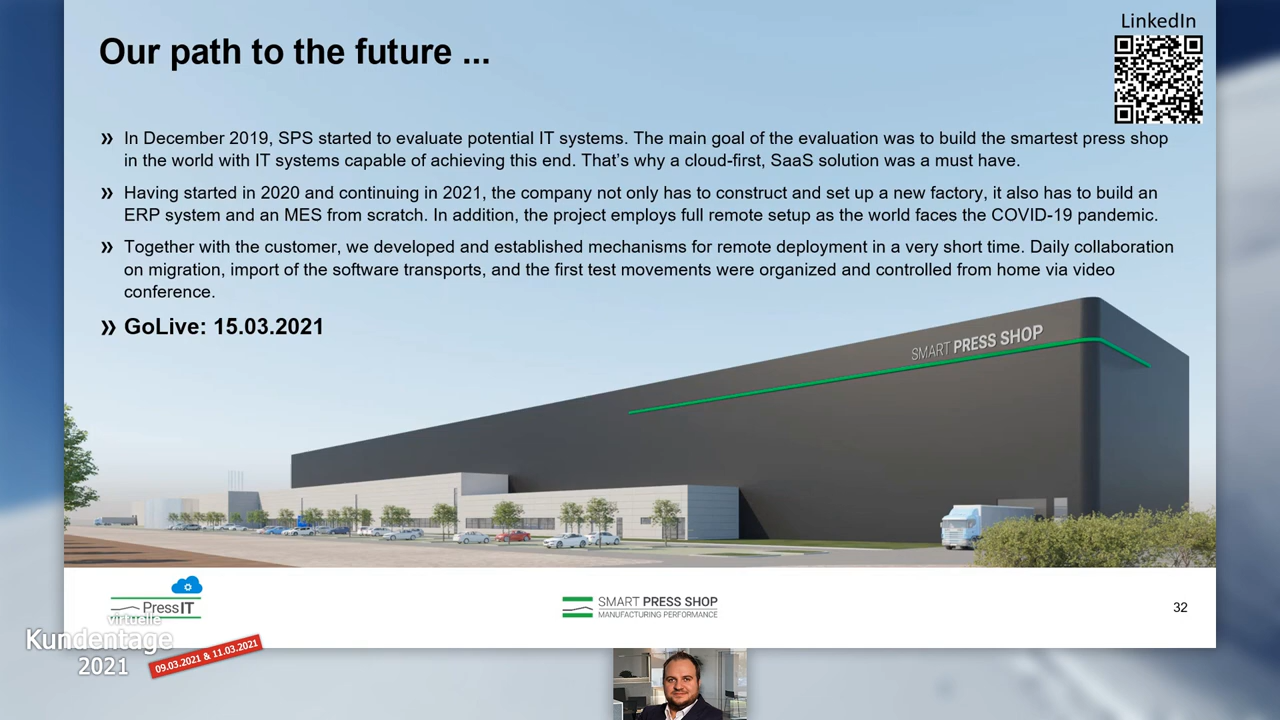 LinkedIn
Our path to the future ...
» In December 2019, SPS started to evaluate potential IT systems. The main goal of the evaluation was to build the smartest press shop
in the world with IT systems capable of achieving this end. That's why a cloud-first, SaaS solution was a must have.
» Having started in 2020 and continuing in 2021, the company not only has to construct and set up a new factory, it also has to build an
ERP system and an MES from scratch. In addition, the project employs full remote setup as the world faces the COVID-19 pandemic.
» Together with the customer, we developed and established mechanisms for remote deployment in a very short time. Daily collaboration
on migration, import of the software transports, and the first test movements were organized and controlled from home via video
conference.
» GoLive: 15.03.2021
SMART PRESS SHOP
PressIT
SMART PRESS SHOP
MANUFACTURING PERFORMANCE
32
virtuelle
Kundentage
2021
09.03.2021 & 11.03.2021